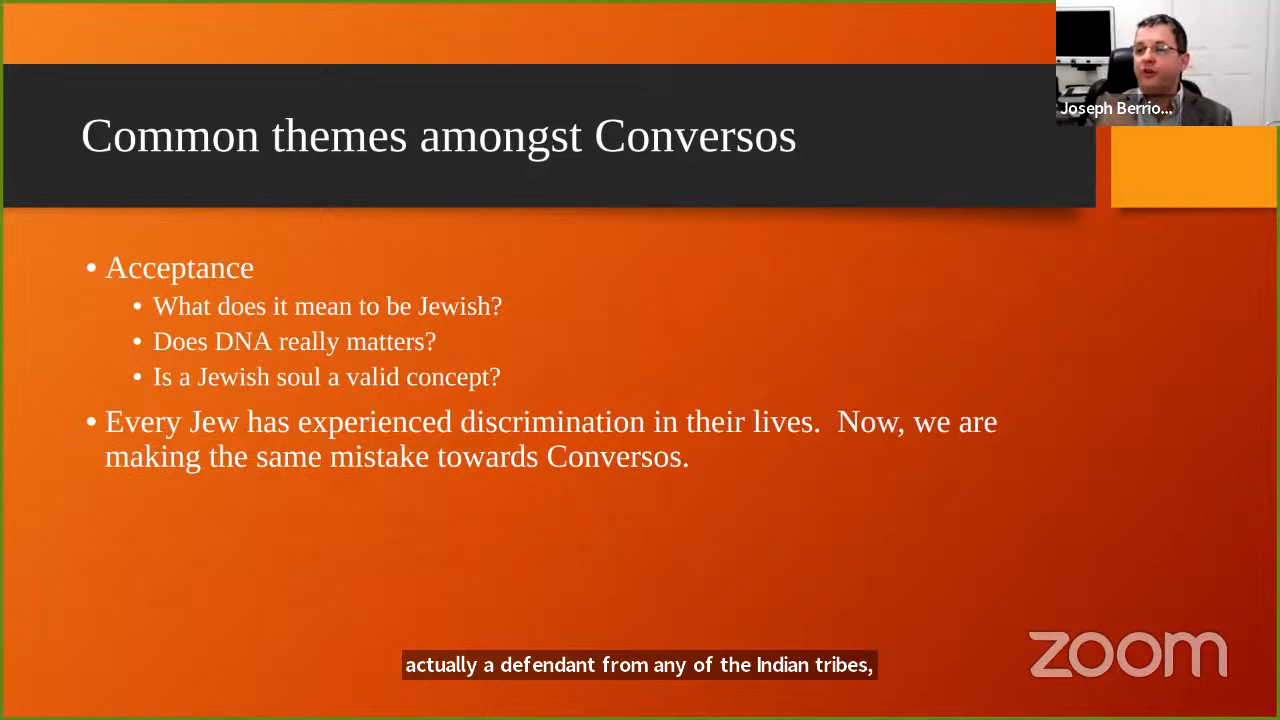 Joseph Berrio...
Common themes amongst Conversos
• Acceptance
• What does it mean to be Jewish?
• Does DNA really matters?
• Is a Jewish soul a valid concept?
• Every Jew has experienced discrimination in their lives.  Now, we are
making the same mistake towards Conversos.
actually a defendant from any of the Indian tribes,
zoom